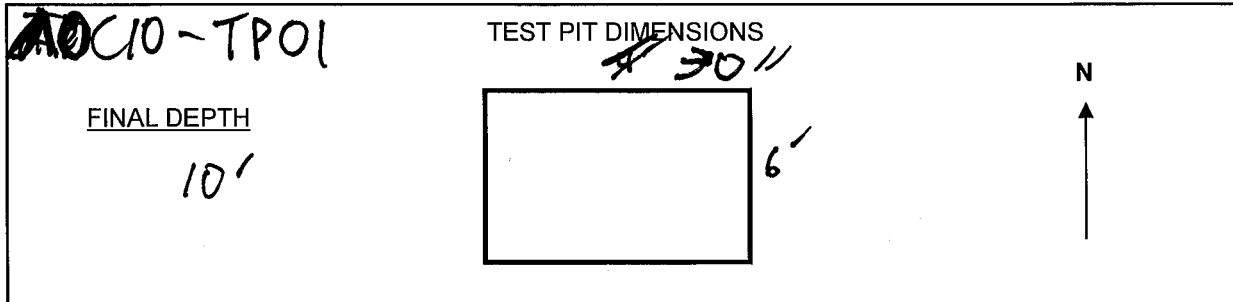 AOC10-TP01
TEST PIT DIMENSIONS
30"
N
FINAL DEPTH
10'
6'